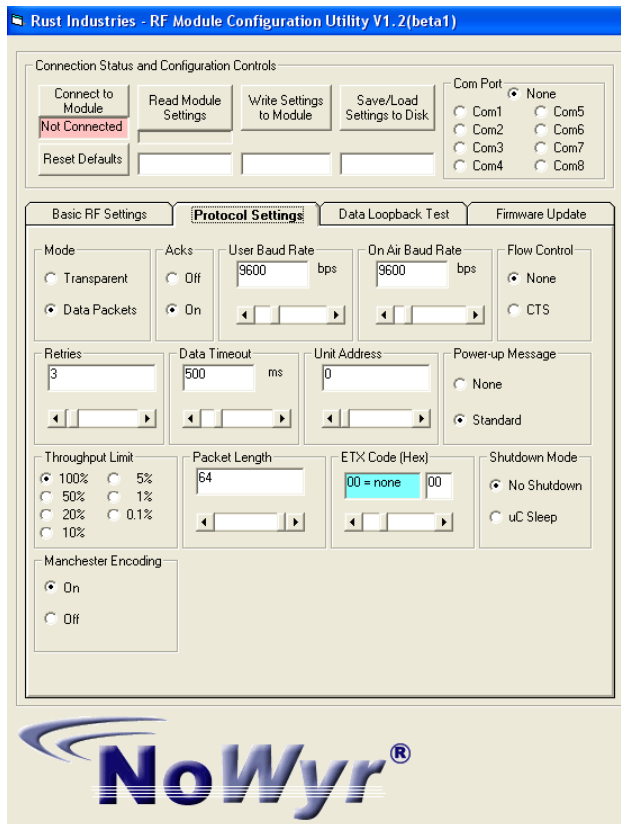 Rust Industries - RF Module Configuration Utility V1.2(beta1)
Connection Status and Configuration Controls
Connect to Module
Not Connected
Read Module Settings
Write Settings to Module
Save/Load Settings to Disk
Reset Defaults
Com Port
None
Com1 Com5
Com2 Com6
Com3 Com7
Com4 Com8
Basic RF Settings Protocol Settings Data Loopback Test Firmware Update
Mode
Transparent
Data Packets
Acks
Off
On
User Baud Rate
9600 bps
On Air Baud Rate
9600 bps
Flow Control
None
CTS
Retries
3
Data Timeout
500 ms
Unit Address
0
Power-up Message
None
Standard
Throughput Limit
100% 5%
50% 1%
20% 0.1%
10%
Packet Length
64
ETX Code (Hex)
00 = none 00
Shutdown Mode
No Shutdown
uC Sleep
Manchester Encoding
On
Off
NoWyr®